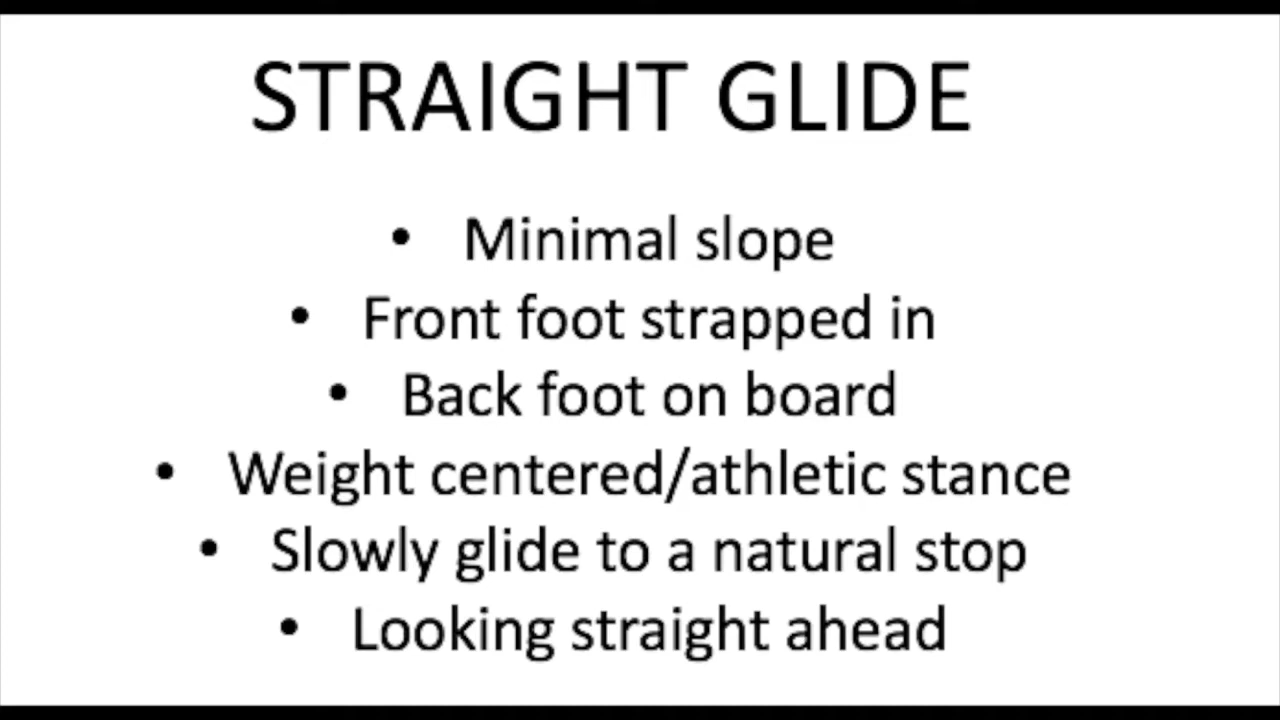 STRAIGHT GLIDE
• Minimal slope
• Front foot strapped in
• Back foot on board
• Weight centered/athletic stance
• Slowly glide to a natural stop
• Looking straight ahead